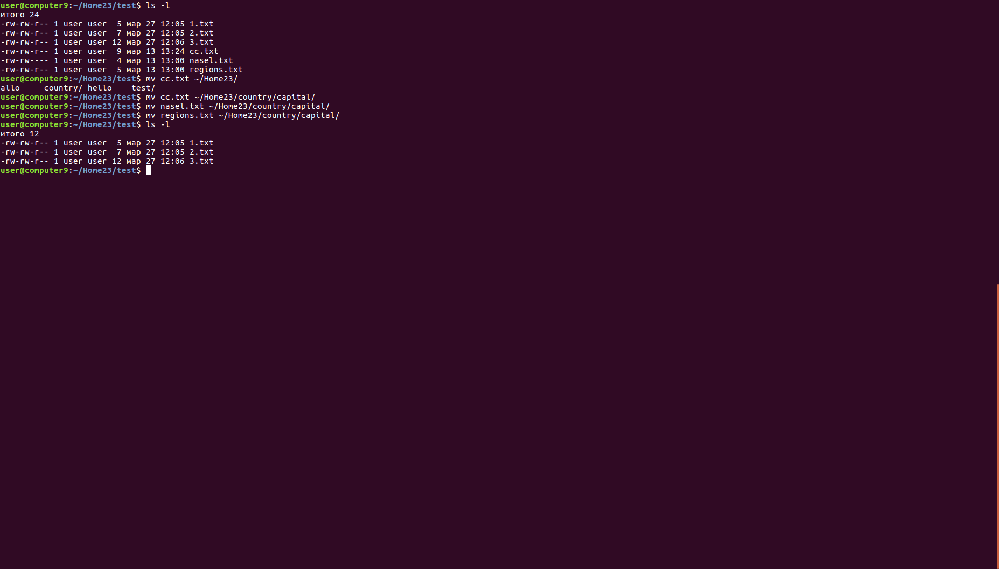 user@computer9:~/Home23/test$ ls -l
итого 24
-rw-rw-r-- 1 user user  5 мар 27 12:05 1.txt
-rw-rw-r-- 1 user user  7 мар 27 12:05 2.txt
-rw-rw-r-- 1 user user 12 мар 27 12:06 3.txt
-rw-rw-r-- 1 user user  9 мар 13 13:24 cc.txt
-rw-rw---- 1 user user  4 мар 13 13:00 nasel.txt
-rw-rw-r-- 1 user user  5 мар 13 13:00 regions.txt
user@computer9:~/Home23/test$ mv cc.txt ~/Home23/
allo     country/ hello    test/
user@computer9:~/Home23/test$ mv cc.txt ~/Home23/country/capital/
user@computer9:~/Home23/test$ mv nasel.txt ~/Home23/country/capital/
user@computer9:~/Home23/test$ mv regions.txt ~/Home23/country/capital/
user@computer9:~/Home23/test$ ls -l
итого 12
-rw-rw-r-- 1 user user  5 мар 27 12:05 1.txt
-rw-rw-r-- 1 user user  7 мар 27 12:05 2.txt
-rw-rw-r-- 1 user user 12 мар 27 12:06 3.txt
user@computer9:~/Home23/test$